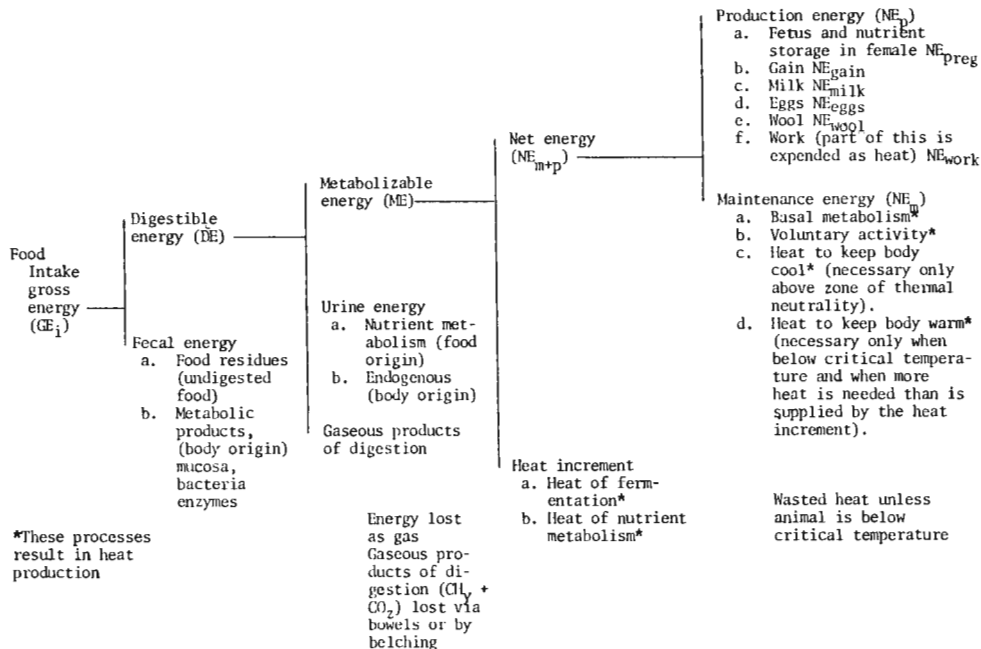 Production energy (NEp)
a. Fetus and nutrient
storage in female NEpreg
b. Gain NEgain
c. Milk NEmilk
d. Eggs NEeggs
e. Wool NEwool
f. Work (part of this is
expended as heat) NEwork
Net energy
(NEm+p)
Metabolizable
energy (ME)
Maintenance energy (NEm)
a. Basal metabolism*
b. Voluntary activity*
c. Heat to keep body
cool* (necessary only
above zone of thermal
neutrality).
d. Heat to keep body warm*
(necessary only when
below critical tempera-
ture and when more
heat is needed than is
supplied by the heat
increment).
Digestible
energy (DE)
Food
Intake
gross
energy
(GEi)
Urine energy
a. Nutrient met-
abolism (food
origin)
b. Endogenous
(body origin)
Fecal energy
a. Food residues
(undigested
food)
b. Metabolic
products,
(body origin)
mucosa,
bacteria
enzymes
Gaseous products
of digestion
Heat increment
a. Heat of ferm-
entation*
b. Heat of nutrient
metabolism*
Wasted heat unless
animal is below
critical temperature
*These processes
result in heat
production
Energy lost
as gas
Gaseous pro-
ducts of di-
gestion (CHy +
COz) lost via
bowels or by
belching